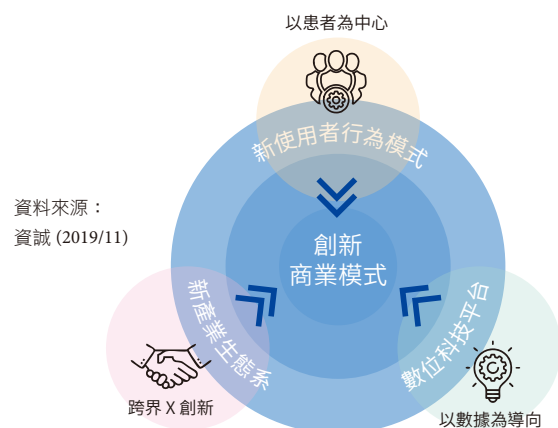 以患者為中心
新使用者行為模式
資料來源：
資誠 (2019/11)
創新
商業模式
新產業生態系
數位科技平台
跨界 X 創新
以數據為導向